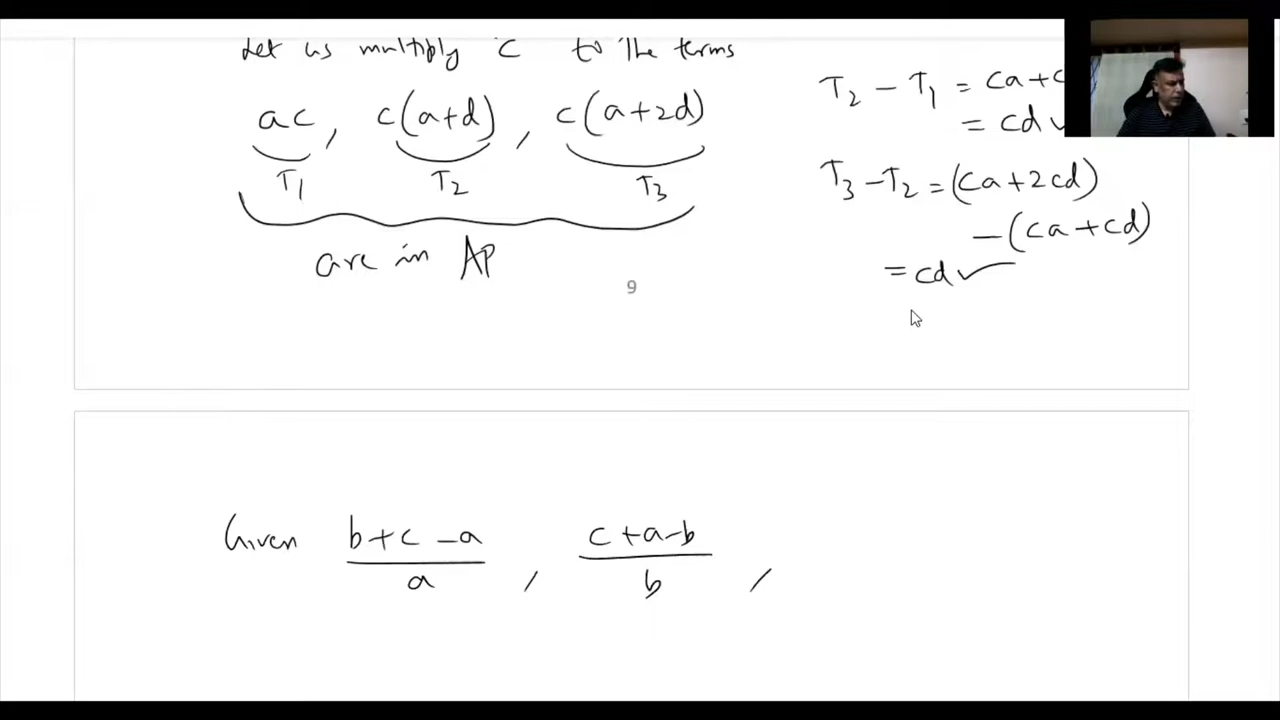 Let us multiply 'c' to the terms
ac, c(a+d), c(a+2d)
T₁ T₂ T₃
are in AP
T₂ - T₁ = ca+c
= cd ✓
T₃ - T₂ = (ca+2cd)
- (ca+cd)
= cd ✓
9
Given (b+c-a)/a , (c+a-b)/b ,